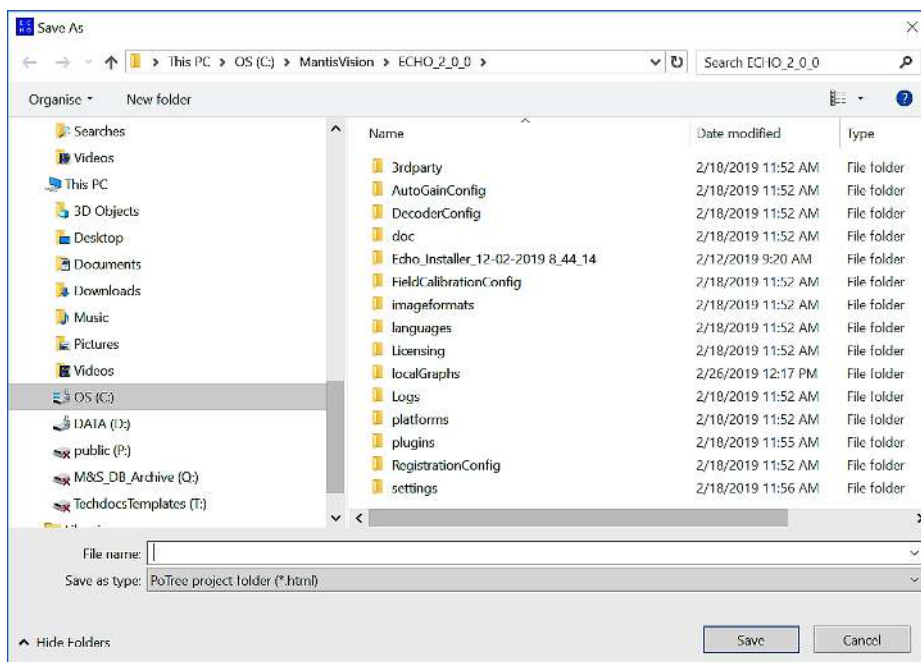 Save As
This PC > OS (C:) > MantisVision > ECHO_2_0_0 >
Search ECHO_2_0_0
Organise
New folder
Searches
Videos
This PC
3D Objects
Desktop
Documents
Downloads
Music
Pictures
Videos
OS (C:)
DATA (D:)
public (P:)
M&S_DB_Archive (Q:)
TechdocsTemplates (T:)
Name Date modified Type
3rdparty 2/18/2019 11:52 AM File folder
AutoGainConfig 2/18/2019 11:52 AM File folder
DecoderConfig 2/18/2019 11:52 AM File folder
doc 2/18/2019 11:52 AM File folder
Echo_Installer_12-02-2019 8_44_14 2/12/2019 9:20 AM File folder
FieldCalibrationConfig 2/18/2019 11:52 AM File folder
imageformats 2/18/2019 11:52 AM File folder
languages 2/18/2019 11:52 AM File folder
Licensing 2/18/2019 11:52 AM File folder
localGraphs 2/26/2019 12:17 PM File folder
Logs 2/18/2019 11:52 AM File folder
platforms 2/18/2019 11:52 AM File folder
plugins 2/18/2019 11:55 AM File folder
RegistrationConfig 2/18/2019 11:52 AM File folder
settings 2/18/2019 11:56 AM File folder
File name:
Save as type: PoTree project folder (*.html)
Hide Folders
Save
Cancel